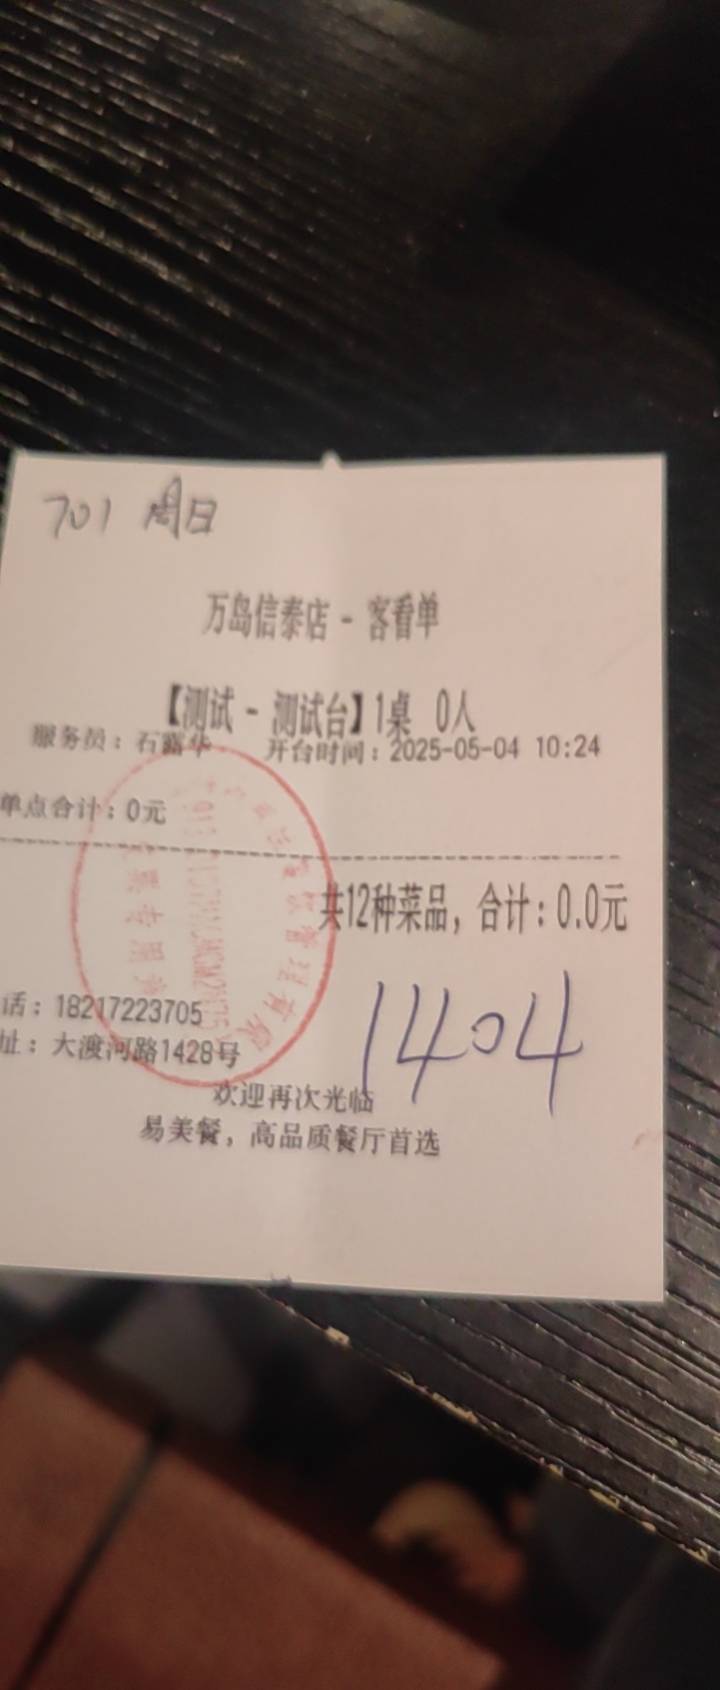 701 周日
万岛信泰店 - 客看单
【测试 - 测试台】1桌 0人
服务员：石露华 开台时间：2025-05-04 10:24
单点合计：0元
共12种菜品，合计：0.0元
1404
话：18217223705
址：大渡河路1428号
欢迎再次光临
易美餐，高品质餐厅首选